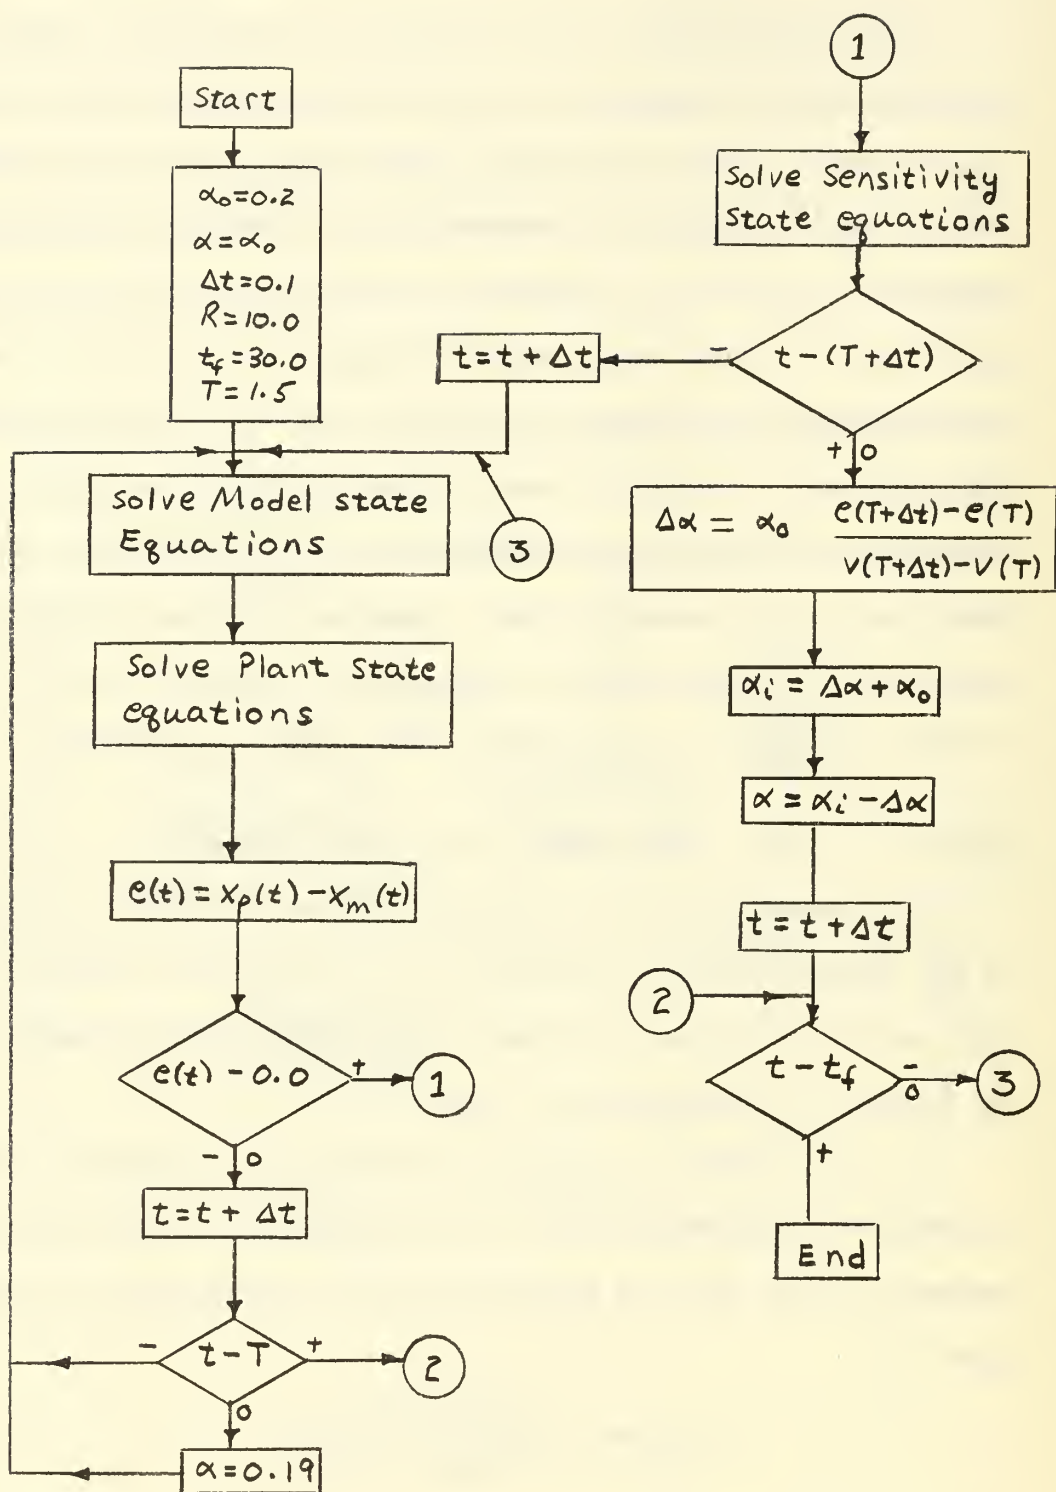 Start
α₀=0.2
α=α₀
Δt=0.1
R=10.0
t_f=30.0
T=1.5
Solve Model state
Equations
Solve Plant State
equations
e(t) = X_p(t) - X_m(t)
e(t) - 0.0
+
1
- 0
t=t+ Δt
-
t-T
+
2
0
α=0.19
1
Solve Sensitivity
State equations
t-(T+Δt)
-
t=t+Δt
3
+ 0
Δα = α₀ e(T+Δt)-e(T)
V(T+Δt)-V(T)
αᵢ = Δα+α₀
α=αᵢ-Δα
t=t+Δt
2
t-t_f
-
0
3
+
End